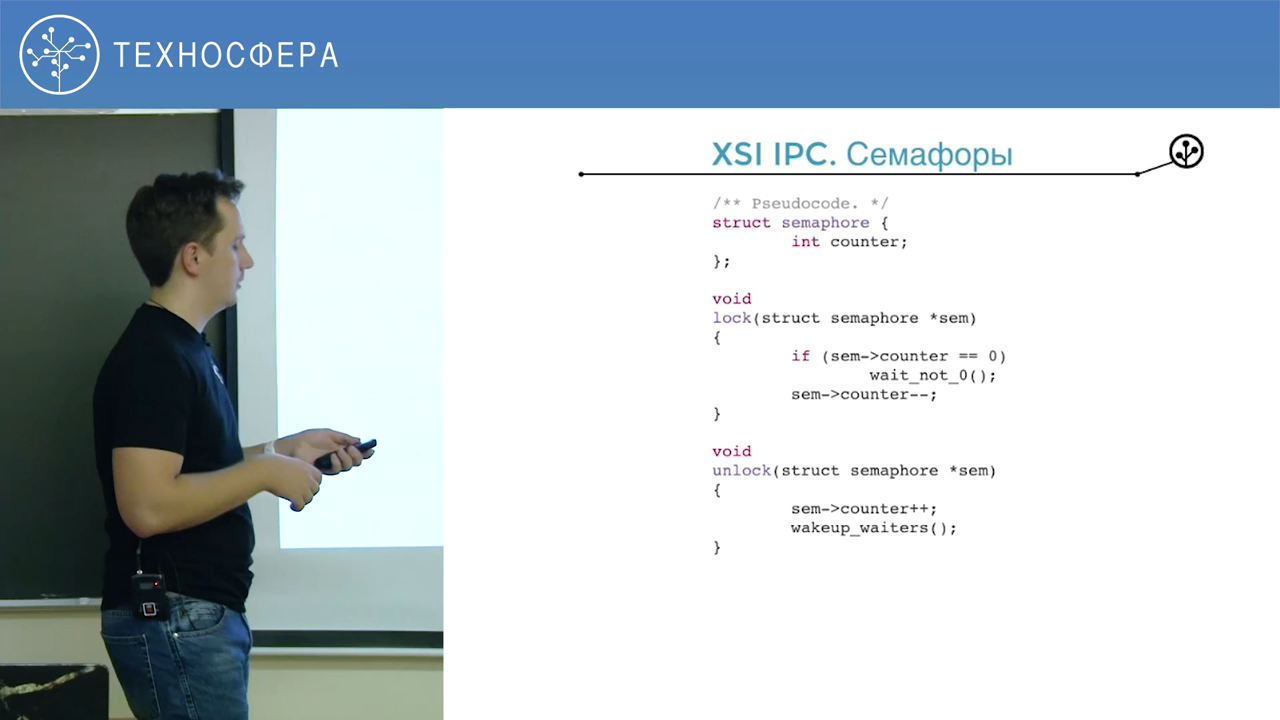 ТЕХНОСФЕРА
XSI IPC. Семафоры
/** Pseudocode. */
struct semaphore {
        int counter;
};
void
lock(struct semaphore *sem)
{
        if (sem->counter == 0)
                wait_not_0();
        sem->counter--;
}
void
unlock(struct semaphore *sem)
{
        sem->counter++;
        wakeup_waiters();
}